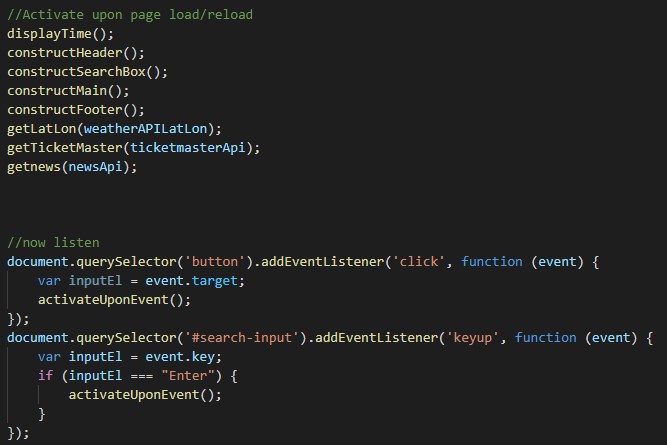 //Activate upon page load/reload
displayTime();
constructHeader();
constructSearchBox();
constructMain();
constructFooter();
getLatLon(weatherAPILatLon);
getTicketMaster(ticketmasterApi);
getnews(newsApi);
//now listen
document.querySelector('button').addEventListener('click', function (event) {
    var inputEl = event.target;
    activateUponEvent();
});
document.querySelector('#search-input').addEventListener('keyup', function (event) {
    var inputEl = event.key;
    if (inputEl === "Enter") {
        activateUponEvent();
    }
});